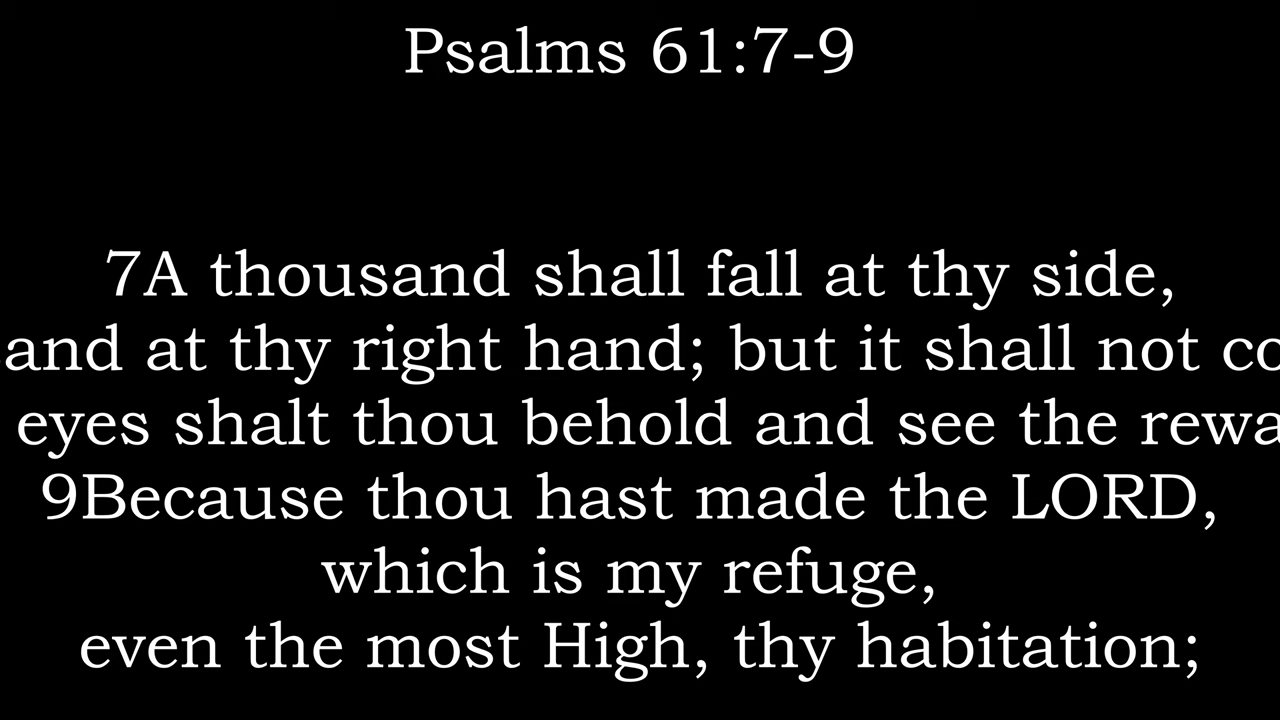 Psalms 61:7-9
7A thousand shall fall at thy side,
and at thy right hand; but it shall not
eyes shalt thou behold and see the
9Because thou hast made the LORD,
which is my refuge,
even the most High, thy habitation;